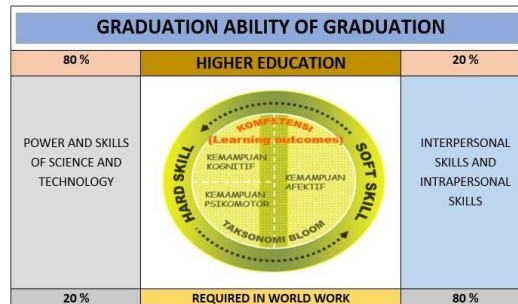 GRADUATION ABILITY OF GRADUATION
80 %
HIGHER EDUCATION
20 %
POWER AND SKILLS
OF SCIENCE AND
TECHNOLOGY
KOMPETENSI
(Learning outcomes)
KEMAMPUAN
KOGNITIF
KEMAMPUAN
AFEKTIF
KEMAMPUAN
PSIKOMOTOR
HARD SKILL
SOFT SKILL
TAKSONOMI BLOOM
INTERPERSONAL
SKILLS AND
INTRAPERSONAL
SKILLS
20 %
REQUIRED IN WORLD WORK
80 %